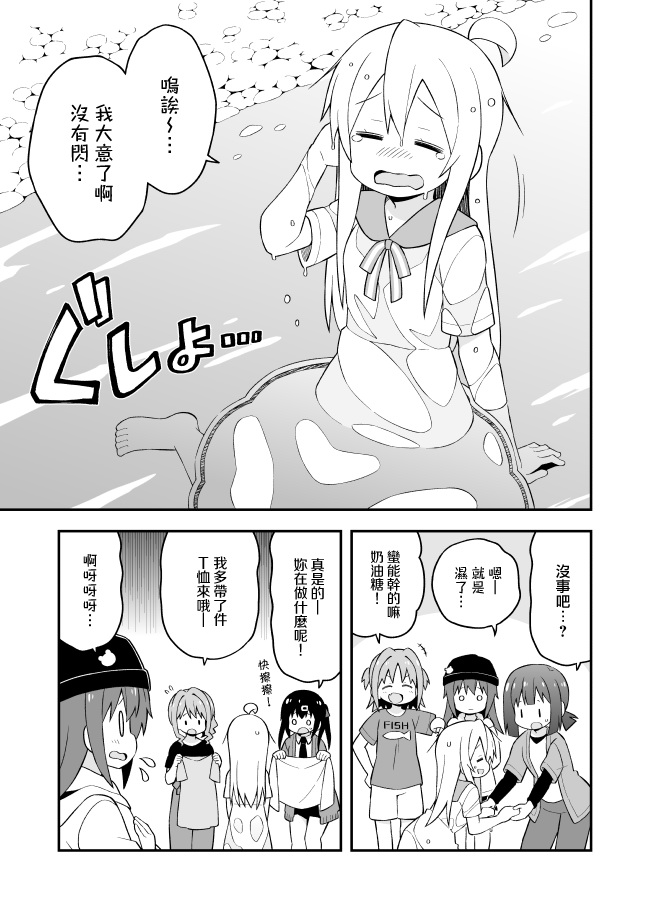 嗚誒～…
我大意了啊
沒有閃…
ぐしょ…
沒事吧…?
嗯—
就是
濕了…
蠻能幹的嘛
奶油糖！
FISH
真是的—
妳在做什麼呢！
快擦擦！
我多帶了件
T恤來哦—
啊呀呀呀…